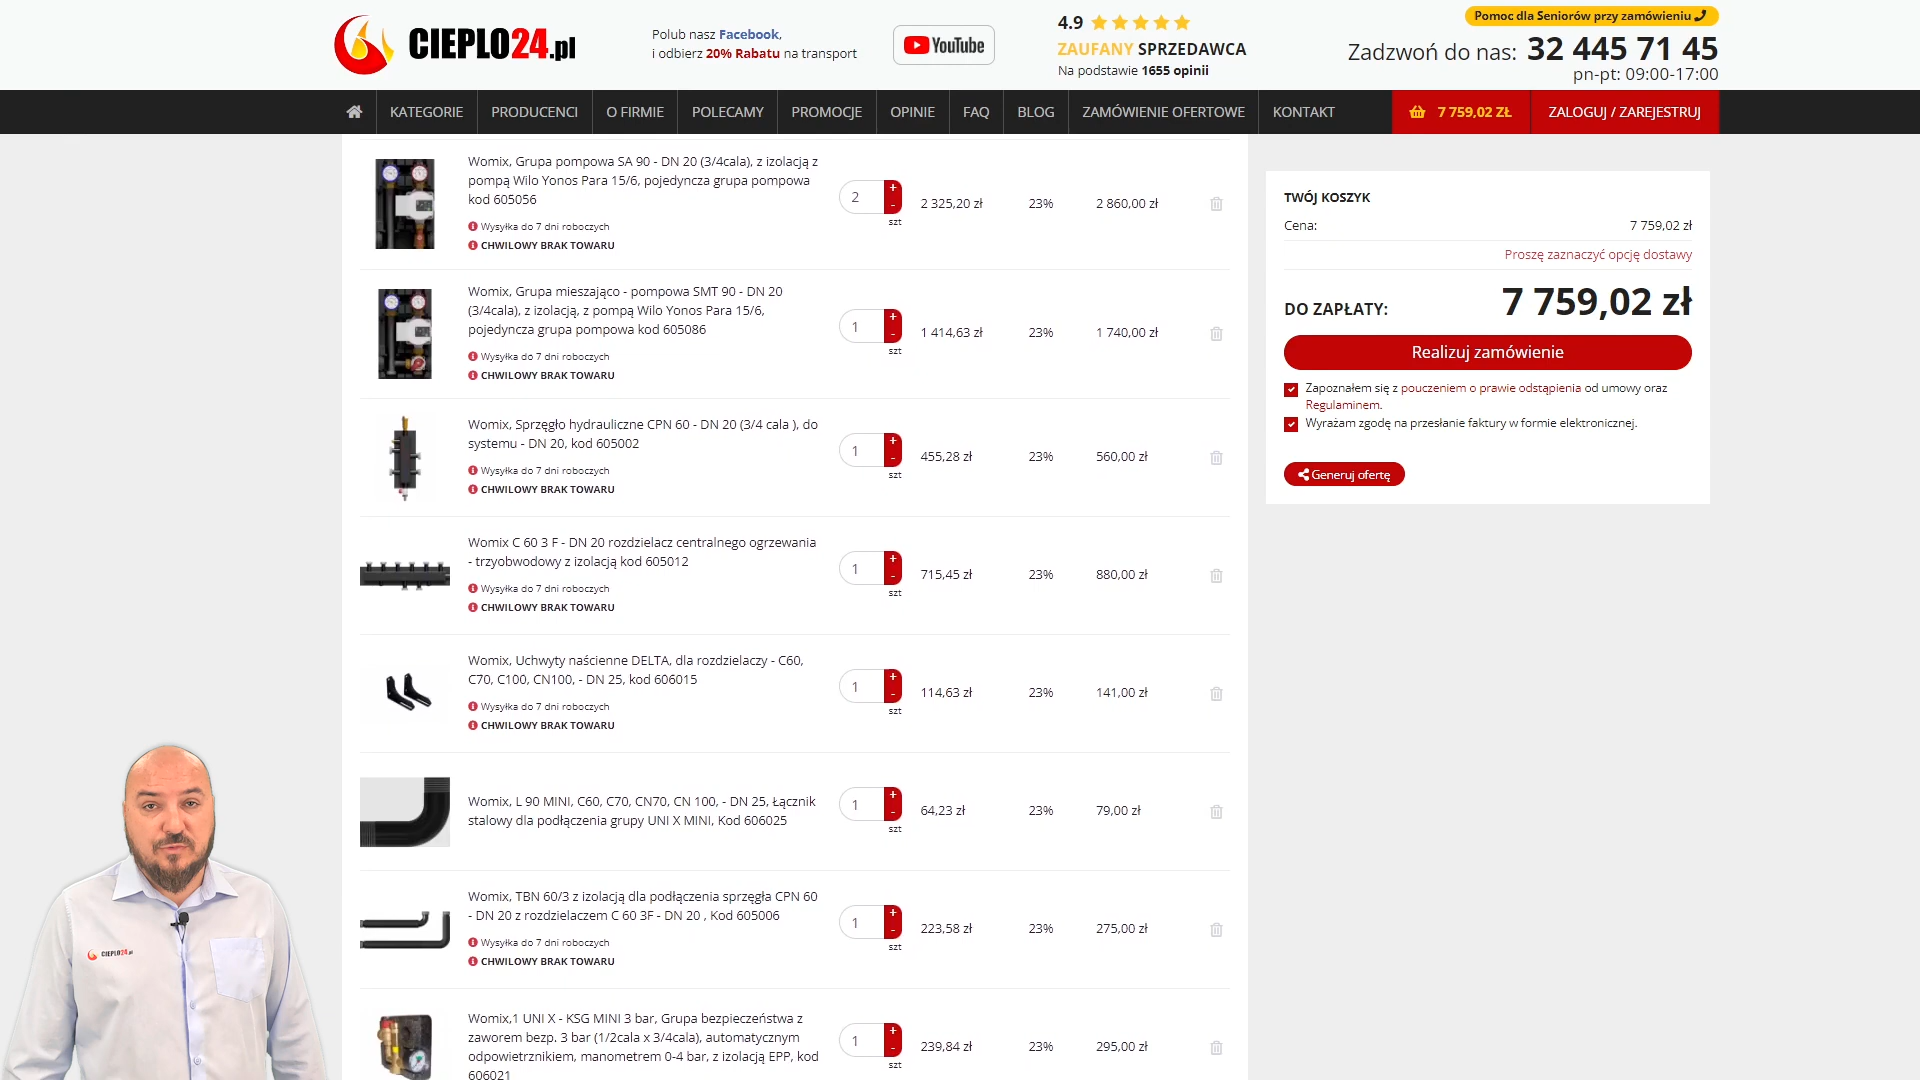 CIEPLO24.pl
Polub nasz Facebook,
i odbierz 20% Rabatu na transport
YouTube
4.9
ZAUFANY SPRZEDAWCA
Na podstawie 1655 opinii
Pomoc dla Seniorów przy zamówieniu
Zadzwoń do nas: 32 445 71 45
pn-pt: 09:00-17:00
KATEGORIE PRODUCENCI O FIRMIE POLECAMY PROMOCJE OPINIE FAQ BLOG ZAMÓWIENIE OFERTOWE KONTAKT 7 759,02 ZŁ ZALOGUJ / ZAREJESTRUJ
Womix, Grupa pompowa SA 90 - DN 20 (3/4cala), z izolacją z
pompą Wilo Yonos Para 15/6, pojedyncza grupa pompowa
kod 605056
Wysyłka do 7 dni roboczych
CHWILOWY BRAK TOWARU
2 + - szt 2 325,20 zł 23% 2 860,00 zł
Womix, Grupa mieszająco - pompowa SMT 90 - DN 20
(3/4cala), z izolacją, z pompą Wilo Yonos Para 15/6,
pojedyncza grupa pompowa kod 605086
Wysyłka do 7 dni roboczych
CHWILOWY BRAK TOWARU
1 + - szt 1 414,63 zł 23% 1 740,00 zł
Womix, Sprzęgło hydrauliczne CPN 60 - DN 20 (3/4 cala ), do
systemu - DN 20, kod 605002
Wysyłka do 7 dni roboczych
CHWILOWY BRAK TOWARU
1 + - szt 455,28 zł 23% 560,00 zł
Womix C 60 3 F - DN 20 rozdzielacz centralnego ogrzewania
- trzyobwodowy z izolacją kod 605012
Wysyłka do 7 dni roboczych
CHWILOWY BRAK TOWARU
1 + - szt 715,45 zł 23% 880,00 zł
Womix, Uchwyty naścienne DELTA, dla rozdzielaczy - C60,
C70, C100, CN100, - DN 25, kod 606015
Wysyłka do 7 dni roboczych
CHWILOWY BRAK TOWARU
1 + - szt 114,63 zł 23% 141,00 zł
Womix, L 90 MINI, C60, C70, CN70, CN 100, - DN 25, Łącznik
stalowy dla podłączenia grupy UNI X MINI, Kod 606025
1 + - szt 64,23 zł 23% 79,00 zł
Womix, TBN 60/3 z izolacją dla podłączenia sprzęgła CPN 60
- DN 20 z rozdzielaczem C 60 3F - DN 20 , Kod 605006
Wysyłka do 7 dni roboczych
CHWILOWY BRAK TOWARU
1 + - szt 223,58 zł 23% 275,00 zł
Womix,1 UNI X - KSG MINI 3 bar, Grupa bezpieczeństwa z
zaworem bezp. 3 bar (1/2cala x 3/4cala), automatycznym
odpowietrznikiem, manometrem 0-4 bar, z izolacją EPP, kod
606021
1 + - szt 239,84 zł 23% 295,00 zł
TWÓJ KOSZYK
Cena: 7 759,02 zł
Proszę zaznaczyć opcję dostawy
DO ZAPŁATY: 7 759,02 zł
Realizuj zamówienie
Zapoznałem się z pouczeniem o prawie odstąpienia od umowy oraz
Regulaminem.
Wyrażam zgodę na przesłanie faktury w formie elektronicznej.
Generuj ofertę
CIEPLO24.pl